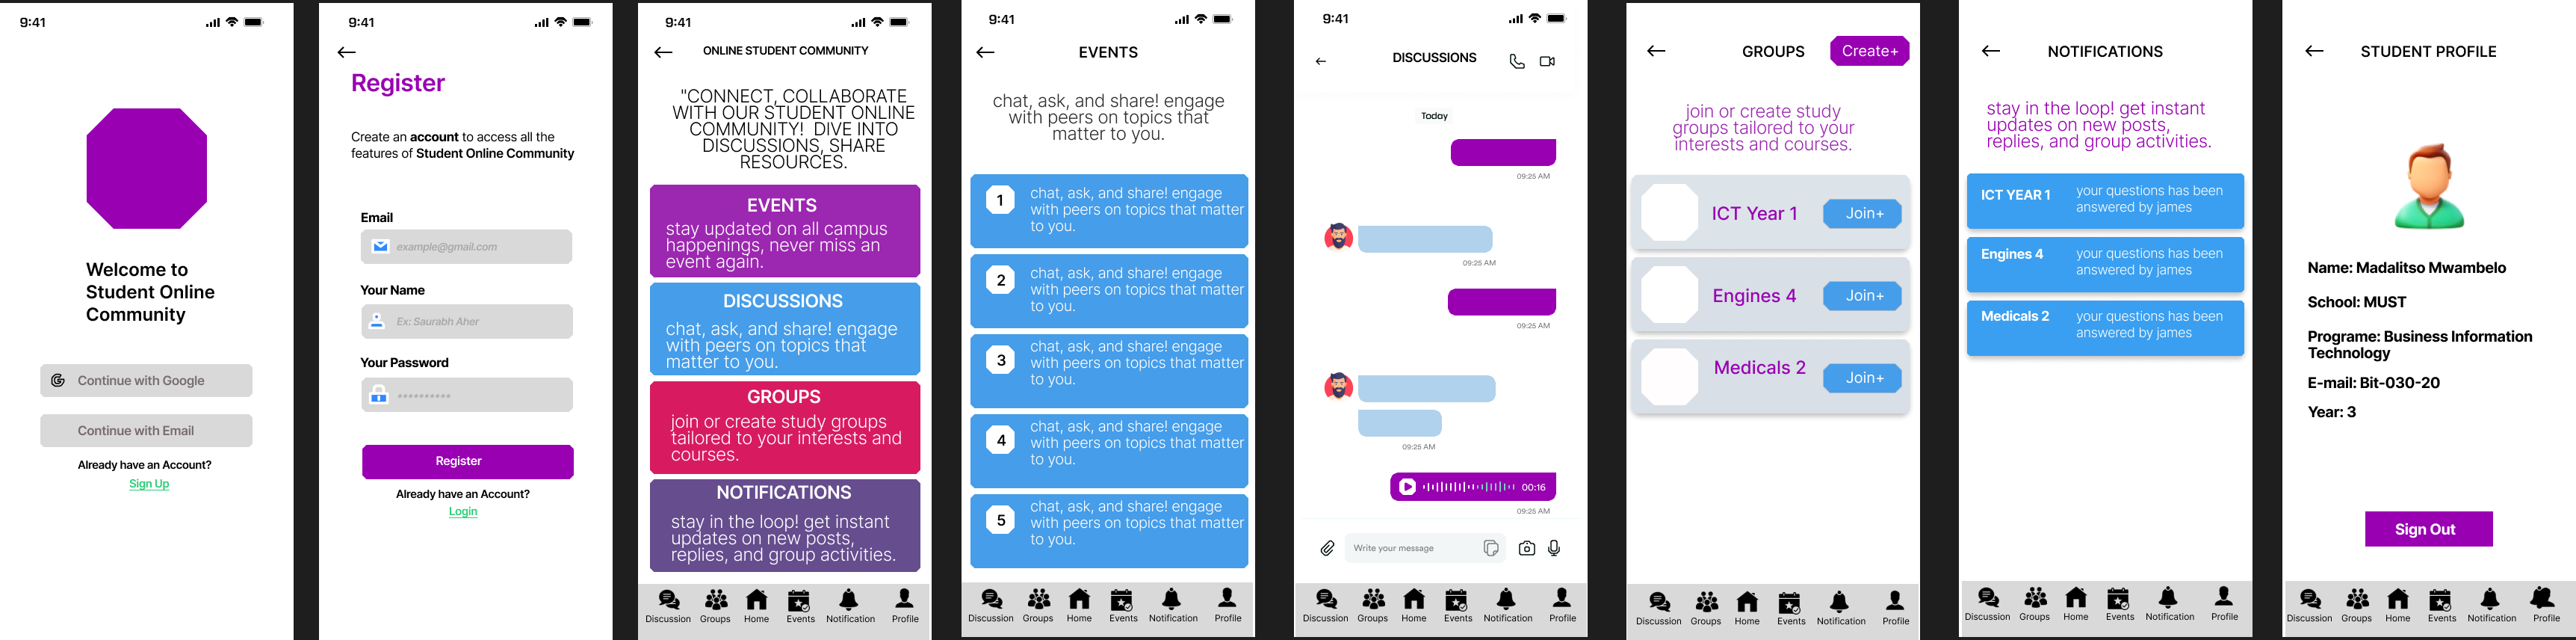 9:41
Welcome to
Student Online
Community
Continue with Google
Continue with Email
Already have an Account?
Sign Up
9:41
Register
Create an account to access all the
features of Student Online Community
Email
example@gmail.com
Your Name
Ex: Saurabh Aher
Your Password
**********
Register
Already have an Account?
Login
9:41
ONLINE STUDENT COMMUNITY
"CONNECT, COLLABORATE
WITH OUR STUDENT ONLINE
COMMUNITY! DIVE INTO
DISCUSSIONS, SHARE
RESOURCES.
EVENTS
stay updated on all campus
happenings, never miss an
event again.
DISCUSSIONS
chat, ask, and share! engage
with peers on topics that
matter to you.
GROUPS
join or create study groups
tailored to your interests and
courses.
NOTIFICATIONS
stay in the loop! get instant
updates on new posts,
replies, and group activities.
Discussion Groups Home Events Notification Profile
9:41
EVENTS
chat, ask, and share! engage
with peers on topics that
matter to you.
1
chat, ask, and share! engage
with peers on topics that matter
to you.
2
chat, ask, and share! engage
with peers on topics that matter
to you.
3
chat, ask, and share! engage
with peers on topics that matter
to you.
4
chat, ask, and share! engage
with peers on topics that matter
to you.
5
chat, ask, and share! engage
with peers on topics that matter
to you.
Discussion Groups Home Events Notification Profile
9:41
DISCUSSIONS
Today
09:25 AM
09:25 AM
09:25 AM
09:25 AM
00:16
09:25 AM
Write your message
Discussion Groups Home Events Notification Profile
GROUPS
Create+
join or create study
groups tailored to your
interests and courses.
ICT Year 1
Join+
Engines 4
Join+
Medicals 2
Join+
Discussion Groups Home Events Notification Profile
NOTIFICATIONS
stay in the loop! get instant
updates on new posts,
replies, and group activities.
ICT YEAR 1
your questions has been
answered by james
Engines 4
your questions has been
answered by james
Medicals 2
your questions has been
answered by james
Discussion Groups Home Events Notification Profile
STUDENT PROFILE
Name: Madalitso Mwambelo
School: MUST
Programe: Business Information
Technology
E-mail: Bit-030-20
Year: 3
Sign Out
Discussion Groups Home Events Notification Profile